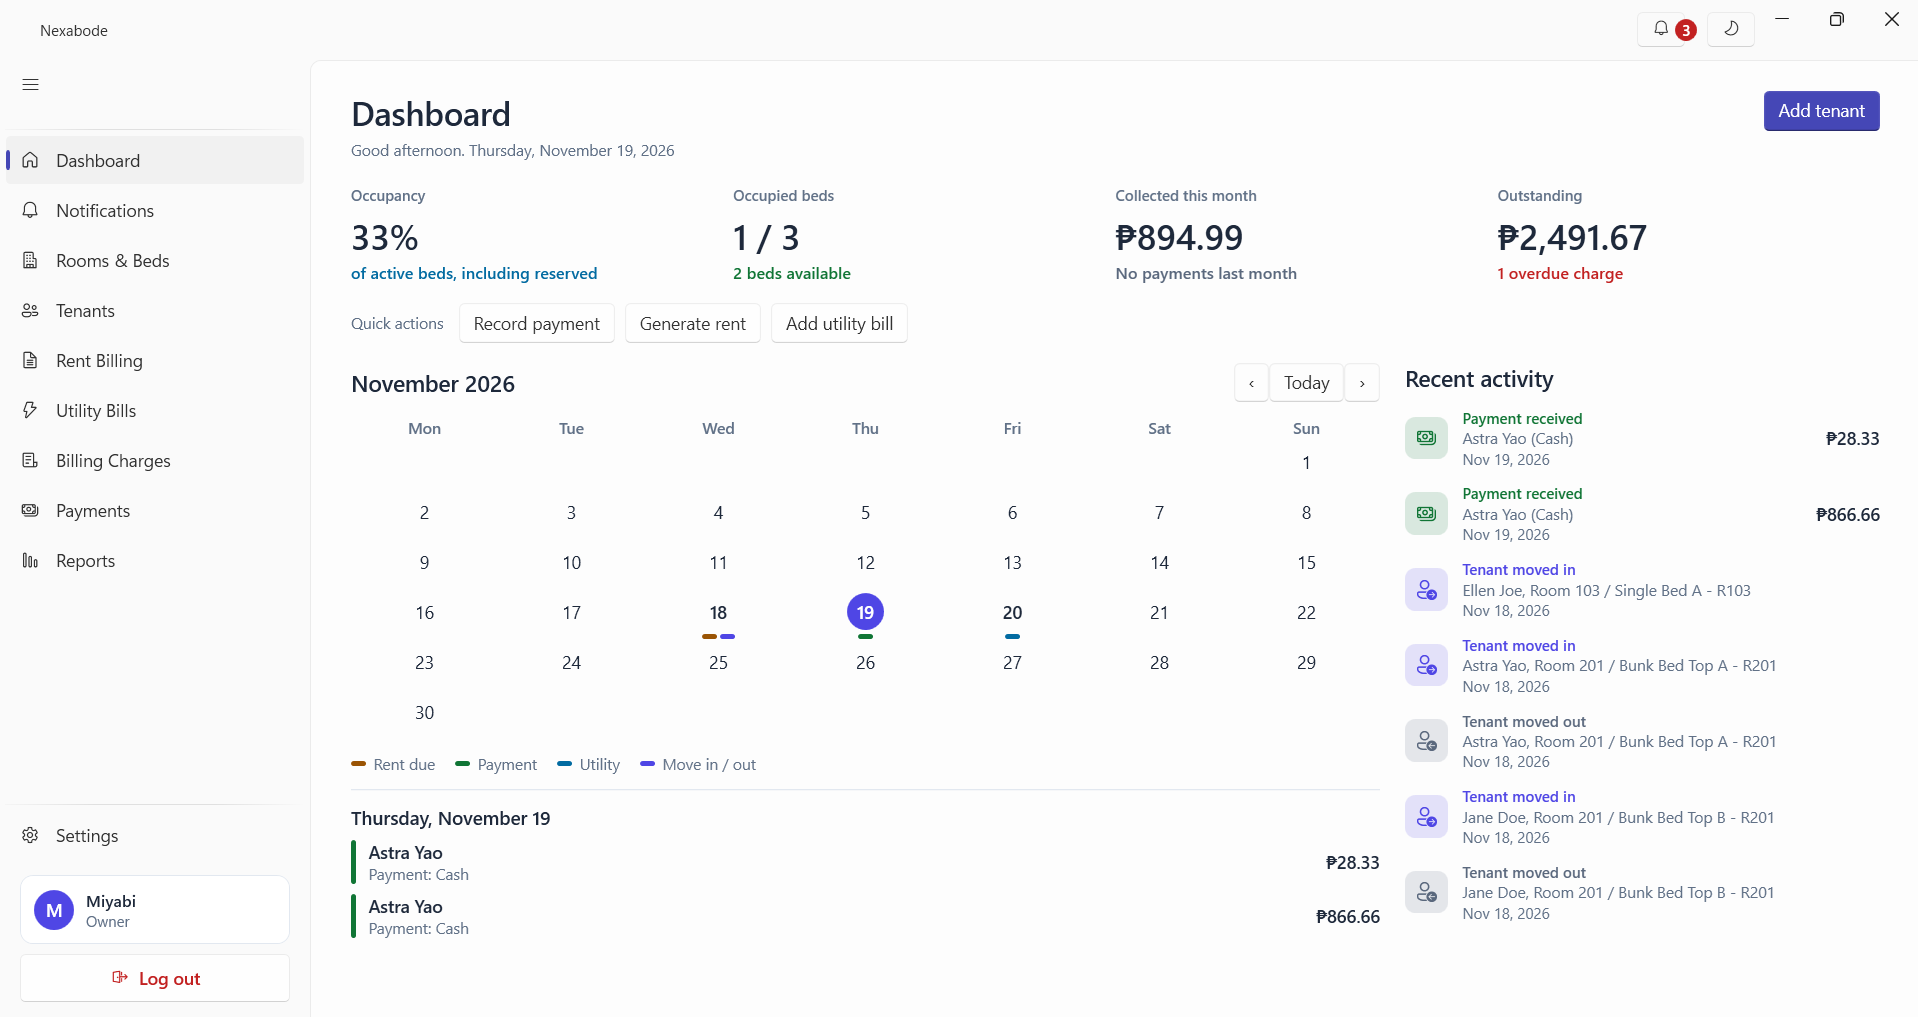 Nexabode
3
Dashboard
Notifications
Rooms & Beds
Tenants
Rent Billing
Utility Bills
Billing Charges
Payments
Reports
Settings
M
Miyabi
Owner
Log out
Dashboard
Good afternoon. Thursday, November 19, 2026
Add tenant
Occupancy
33%
of active beds, including reserved
Occupied beds
1 / 3
2 beds available
Collected this month
₱894.99
No payments last month
Outstanding
₱2,491.67
1 overdue charge
Quick actions
Record payment
Generate rent
Add utility bill
November 2026
‹ Today ›
Mon Tue Wed Thu Fri Sat Sun
1
2 3 4 5 6 7 8
9 10 11 12 13 14 15
16 17 18 19 20 21 22
23 24 25 26 27 28 29
30
Rent due Payment Utility Move in / out
Thursday, November 19
Astra Yao
Payment: Cash
₱28.33
Astra Yao
Payment: Cash
₱866.66
Recent activity
Payment received
Astra Yao (Cash)
Nov 19, 2026
₱28.33
Payment received
Astra Yao (Cash)
Nov 19, 2026
₱866.66
Tenant moved in
Ellen Joe, Room 103 / Single Bed A - R103
Nov 18, 2026
Tenant moved in
Astra Yao, Room 201 / Bunk Bed Top A - R201
Nov 18, 2026
Tenant moved out
Astra Yao, Room 201 / Bunk Bed Top A - R201
Nov 18, 2026
Tenant moved in
Jane Doe, Room 201 / Bunk Bed Top B - R201
Nov 18, 2026
Tenant moved out
Jane Doe, Room 201 / Bunk Bed Top B - R201
Nov 18, 2026